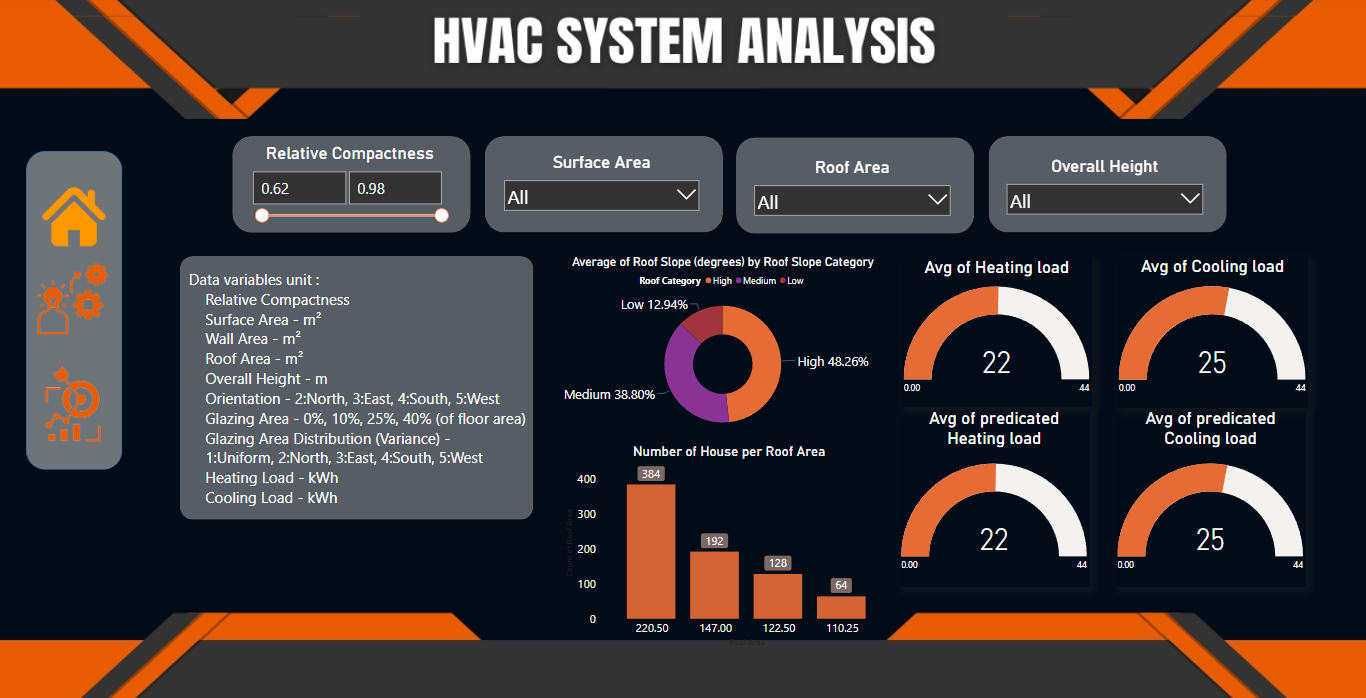 HVAC SYSTEM ANALYSIS
Relative Compactness
0.62
0.98
Surface Area
All
Roof Area
All
Overall Height
All
Data variables unit :
Relative Compactness
Surface Area - m²
Wall Area - m²
Roof Area - m²
Overall Height - m
Orientation - 2:North, 3:East, 4:South, 5:West
Glazing Area - 0%, 10%, 25%, 40% (of floor area)
Glazing Area Distribution (Variance) -
1:Uniform, 2:North, 3:East, 4:South, 5:West
Heating Load - kWh
Cooling Load - kWh
Average of Roof Slope (degrees) by Roof Slope Category
Roof Category High Medium Low
Low 12.94%
High 48.26%
Medium 38.80%
Number of House per Roof Area
400
300
200
100
0
384
192
128
64
220.50
147.00
122.50
110.25
Avg of Heating load
22
0.00
44
Avg of Cooling load
25
0.00
44
Avg of predicated
Heating load
22
0.00
44
Avg of predicated
Cooling load
25
0.00
44